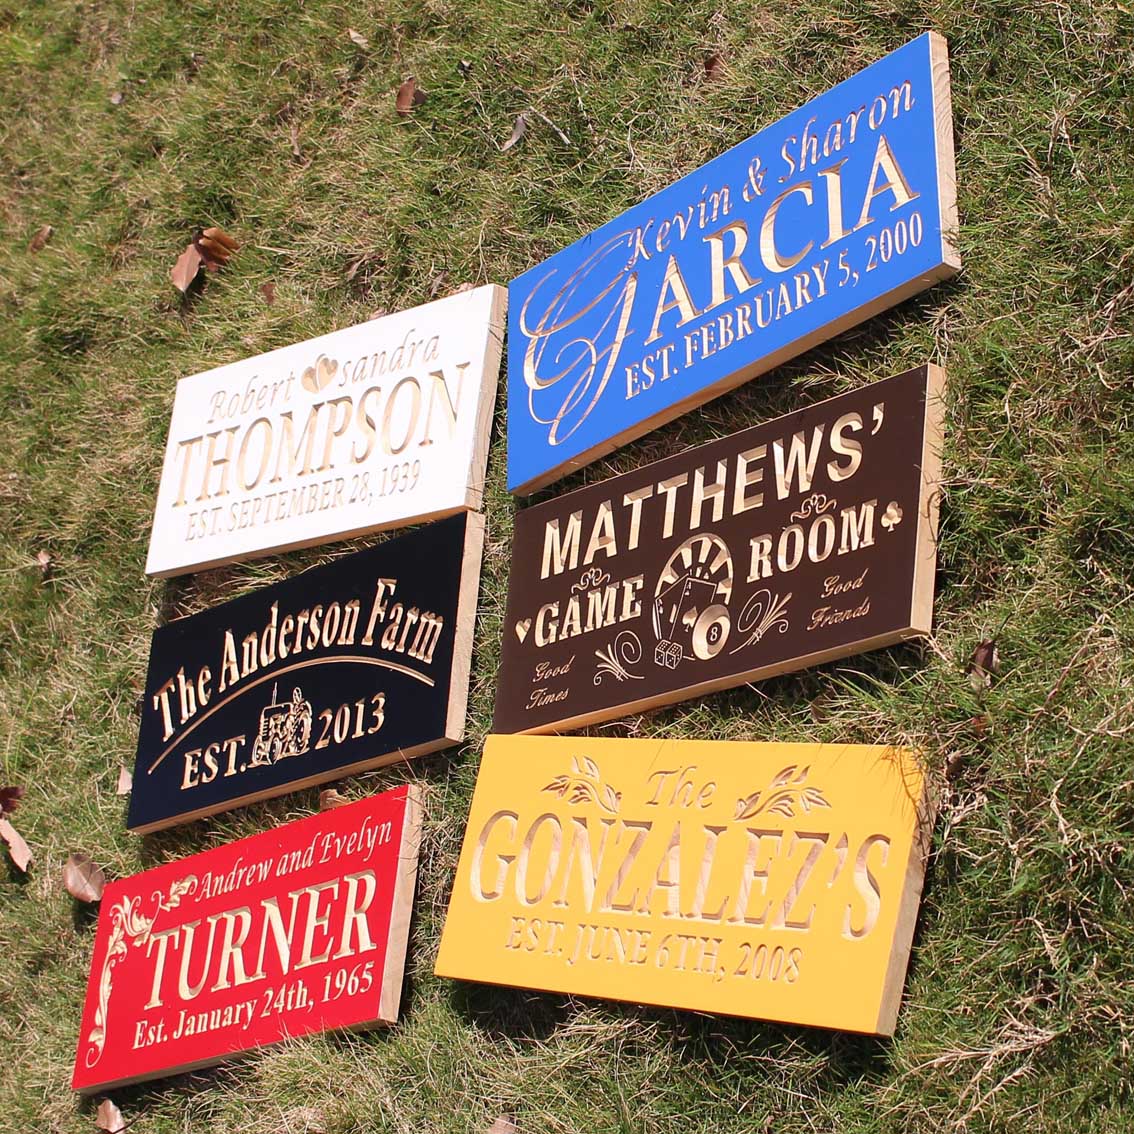 Kevin & Sharon
GARCIA
EST. FEBRUARY 5, 2000
Robert sandra
THOMPSON
EST. SEPTEMBER 28, 1939
MATTHEWS'
GAME ROOM
Good Times
Good Friends
8
The Anderson Farm
EST. 2013
The
GONZALEZ'S
EST. JUNE 6TH, 2008
Andrew and Evelyn
TURNER
Est. January 24th, 1965